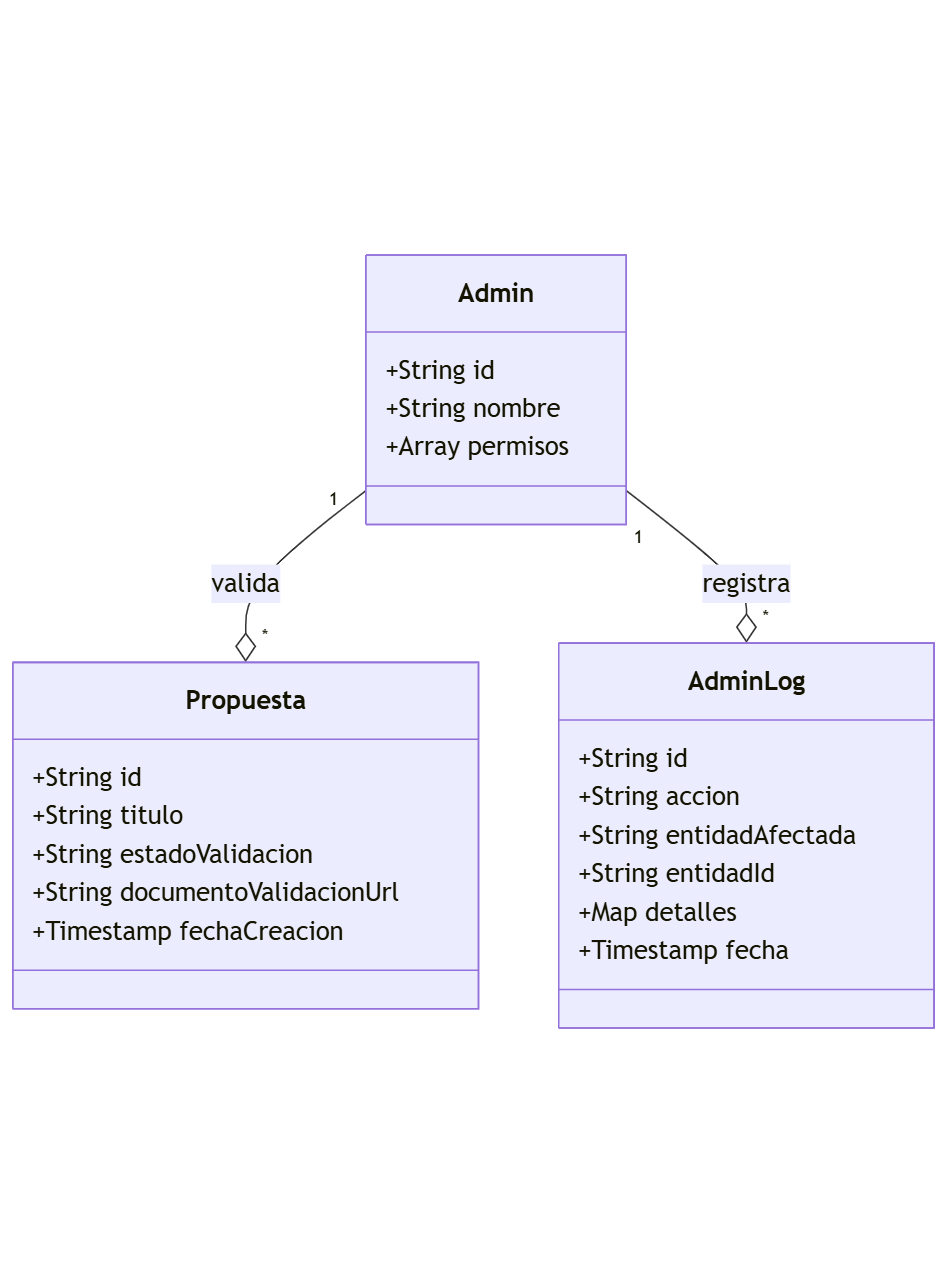 Admin
+String id
+String nombre
+Array permisos
1
1
valida
registra
*
*
Propuesta
+String id
+String titulo
+String estadoValidacion
+String documentoValidacionUrl
+Timestamp fechaCreacion
AdminLog
+String id
+String accion
+String entidadAfectada
+String entidadId
+Map detalles
+Timestamp fecha